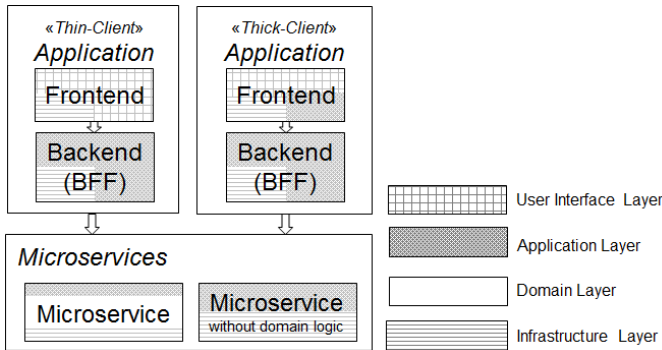 «Thin-Client»
Application
Frontend
Backend
(BFF)
«Thick-Client»
Application
Frontend
Backend
(BFF)
Microservices
Microservice
Microservice
without domain logic
User Interface Layer
Application Layer
Domain Layer
Infrastructure Layer